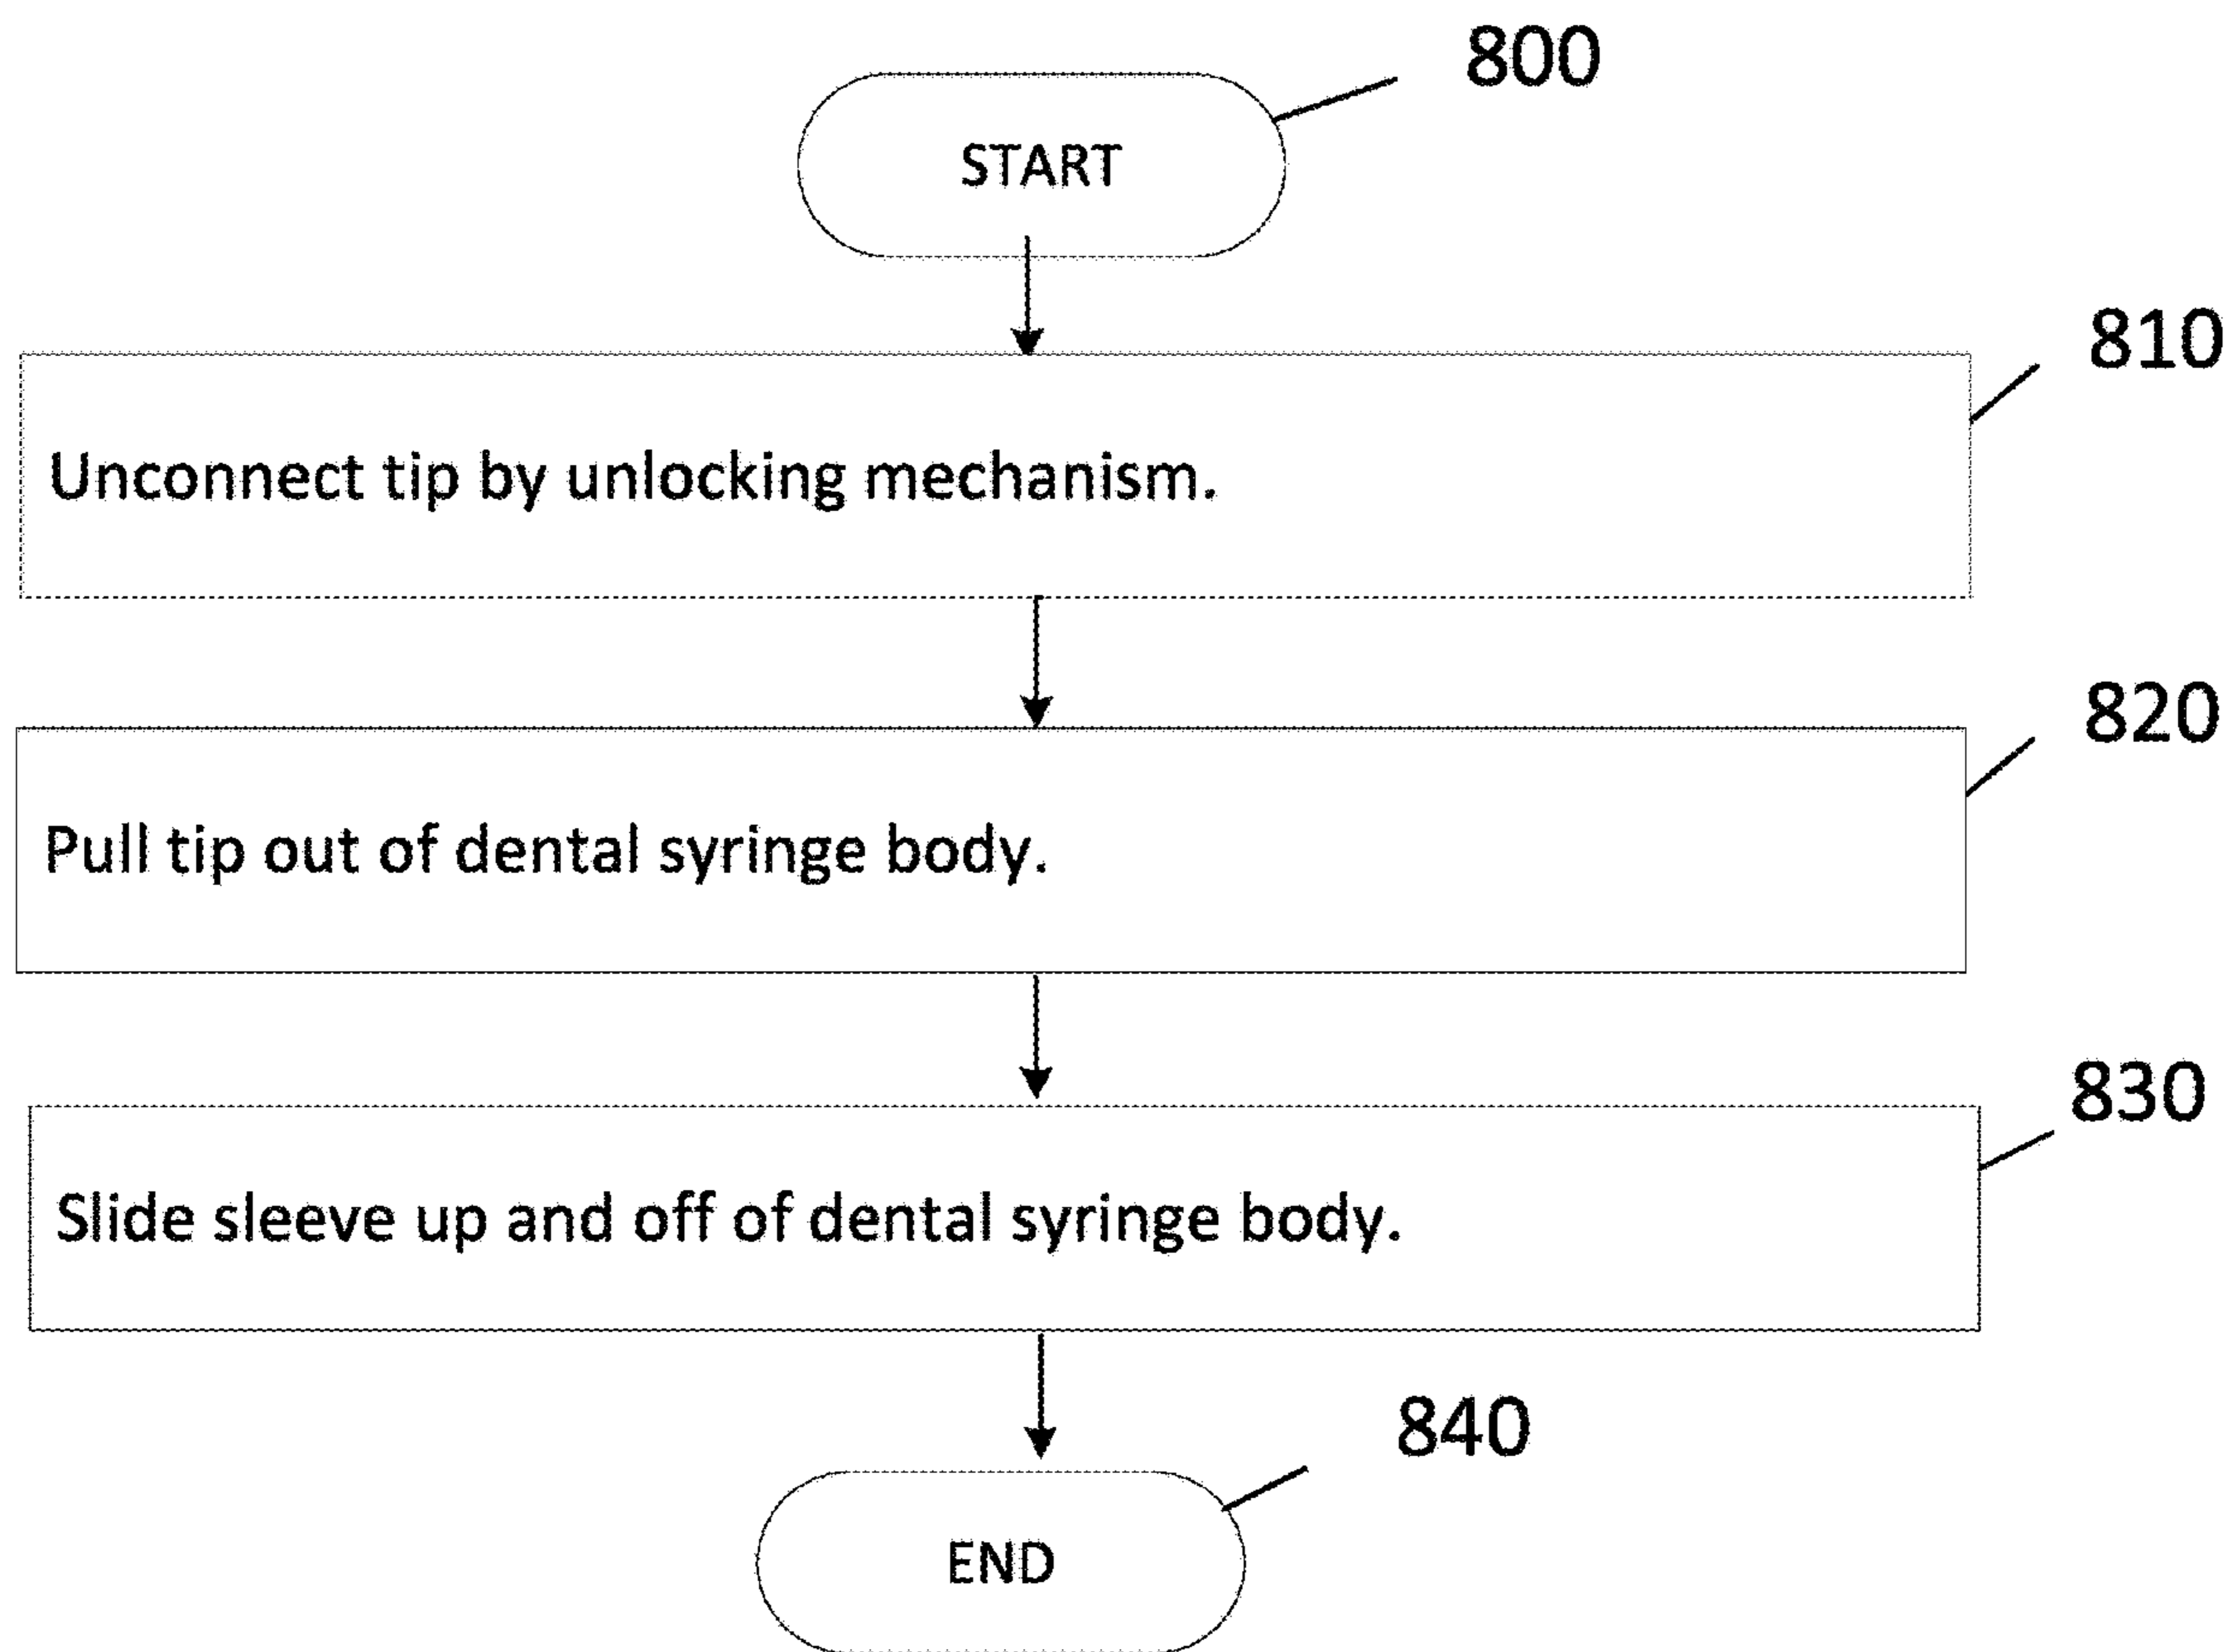 800
START
810
Unconnect tip by unlocking mechanism.
820
Pull tip out of dental syringe body.
830
Slide sleeve up and off of dental syringe body.
840
END